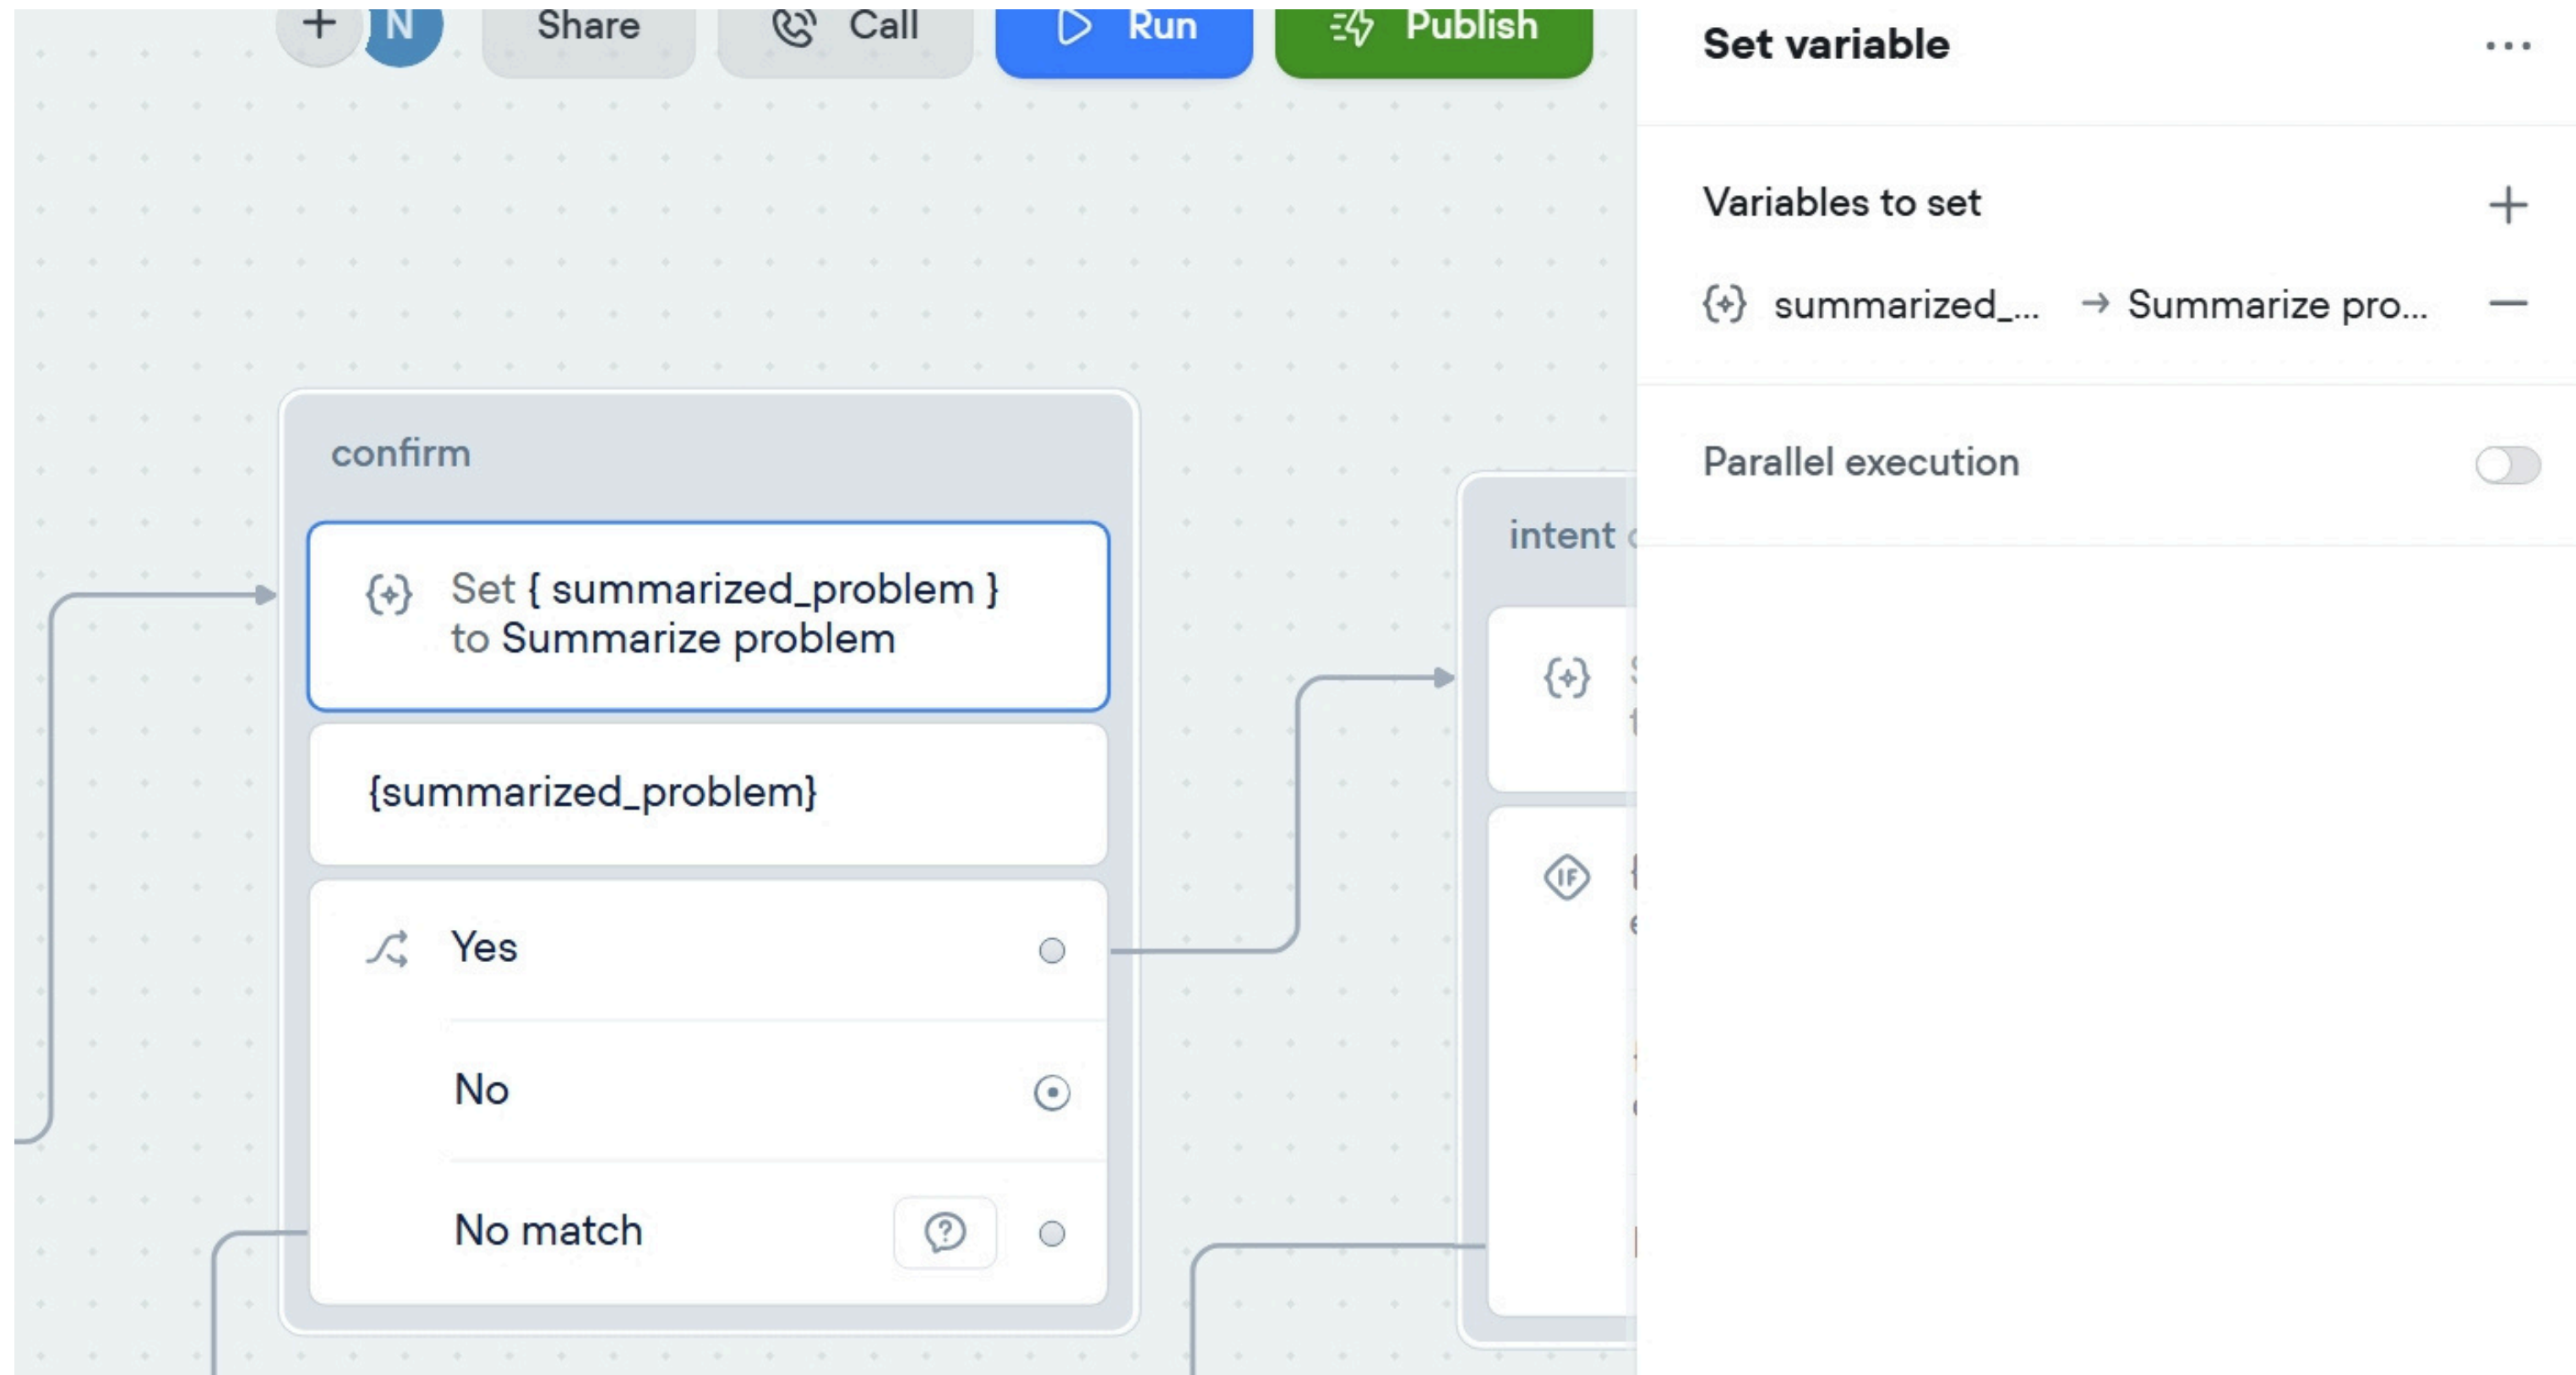 N
Share
Call
Run
Publish
Set variable
Variables to set
summarized_... → Summarize pro...
Parallel execution
confirm
Set { summarized_problem }
to Summarize problem
{summarized_problem}
Yes
No
No match
intent
IF